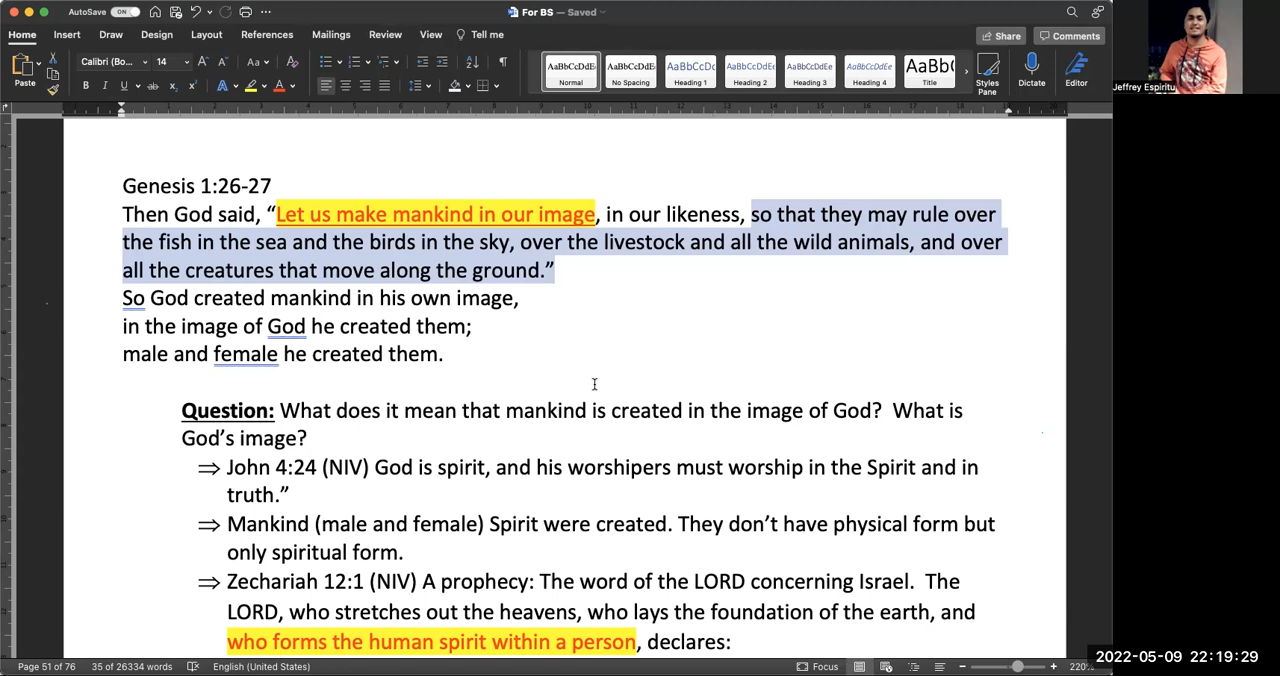 AutoSave ON For BS — Saved
Home Insert Draw Design Layout References Mailings Review View Tell me Share Comments
Paste Calibri (Bo... 14 A A Aa A AaBbCcDdE AaBbCcDdE AaBbCcDc AaBbCcDdEe AaBbCcDdEe AaBbCcDdEe AaBb(
B I U ab x x A A Normal No Spacing Heading 1 Heading 2 Heading 3 Heading 4 Title Styles Pane Dictate Editor
Jeffrey Espiritu
Genesis 1:26-27
Then God said, “Let us make mankind in our image, in our likeness, so that they may rule over
the fish in the sea and the birds in the sky, over the livestock and all the wild animals, and over
all the creatures that move along the ground.”
So God created mankind in his own image,
in the image of God he created them;
male and female he created them.
Question: What does it mean that mankind is created in the image of God? What is
God’s image?
⇒ John 4:24 (NIV) God is spirit, and his worshipers must worship in the Spirit and in
truth.”
⇒ Mankind (male and female) Spirit were created. They don’t have physical form but
only spiritual form.
⇒ Zechariah 12:1 (NIV) A prophecy: The word of the LORD concerning Israel. The
LORD, who stretches out the heavens, who lays the foundation of the earth, and
who forms the human spirit within a person, declares:
Page 51 of 76 35 of 26334 words English (United States) Focus 220%
2022-05-09 22:19:29